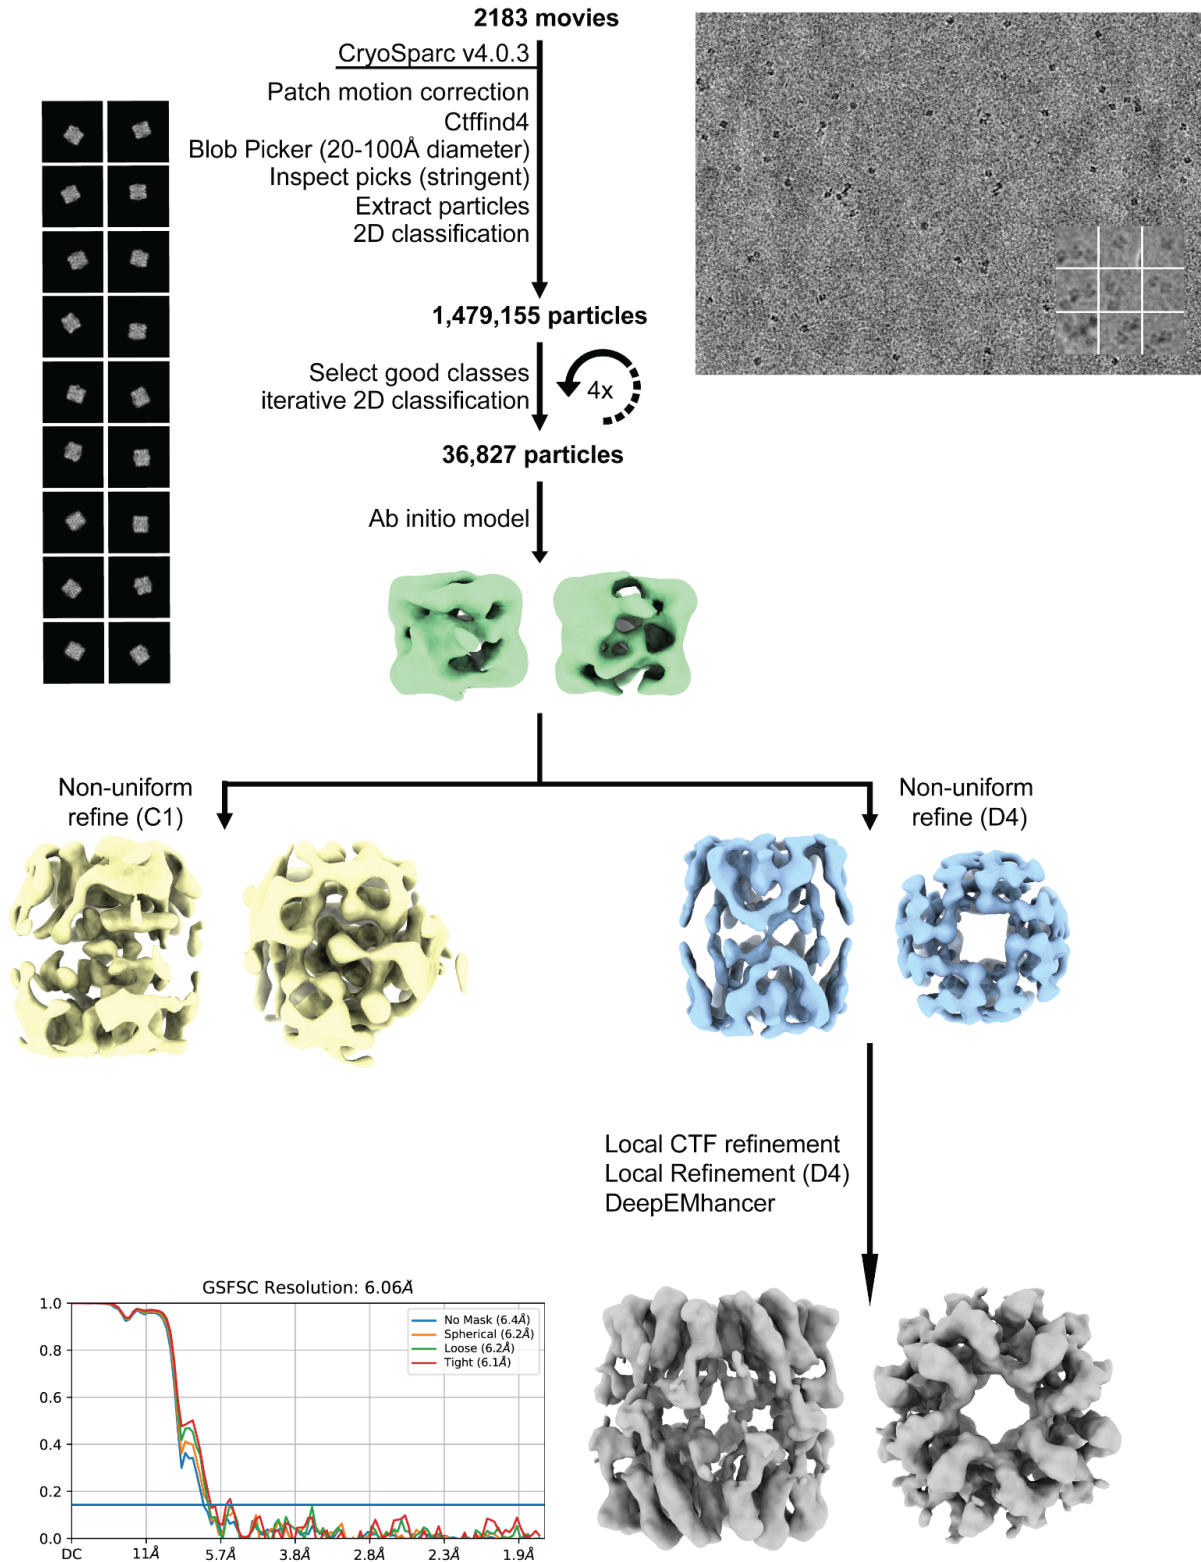 2183 movies
CryoSparc v4.0.3
Patch motion correction
Ctffind4
Blob Picker (20-100Å diameter)
Inspect picks (stringent)
Extract particles
2D classification
1,479,155 particles
Select good classes
iterative 2D classification
4x
36,827 particles
Ab initio model
Non-uniform
refine (C1)
Non-uniform
refine (D4)
Local CTF refinement
Local Refinement (D4)
DeepEMhancer
GSFSC Resolution: 6.06Å
No Mask (6.4Å)
Spherical (6.2Å)
Loose (6.2Å)
Tight (6.1Å)
1.0
0.8
0.6
0.4
0.2
0.0
DC 11Å 5.7Å 3.8Å 2.8Å 2.3Å 1.9Å